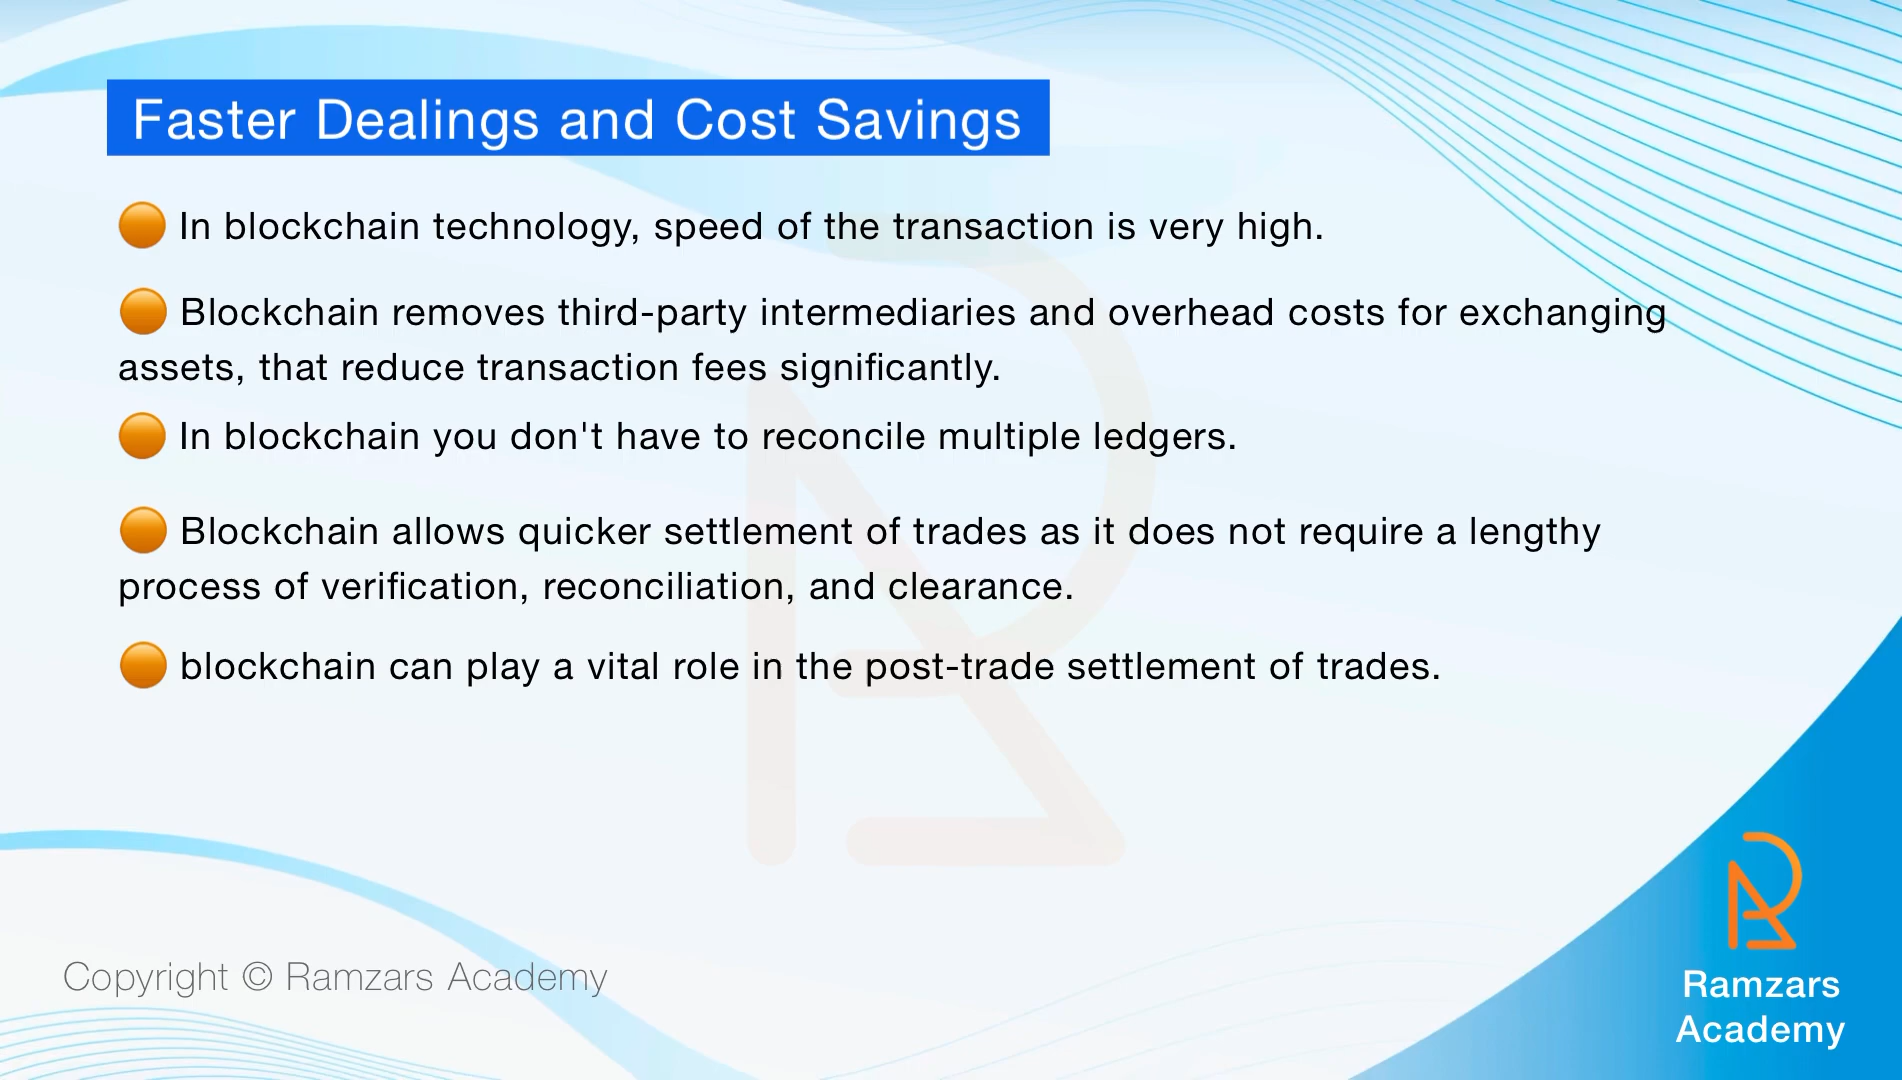 Faster Dealings and Cost Savings
In blockchain technology, speed of the transaction is very high.
Blockchain removes third-party intermediaries and overhead costs for exchanging
assets, that reduce transaction fees significantly.
In blockchain you don't have to reconcile multiple ledgers.
Blockchain allows quicker settlement of trades as it does not require a lengthy
process of verification, reconciliation, and clearance.
blockchain can play a vital role in the post-trade settlement of trades.
Copyright © Ramzars Academy
Ramzars
Academy